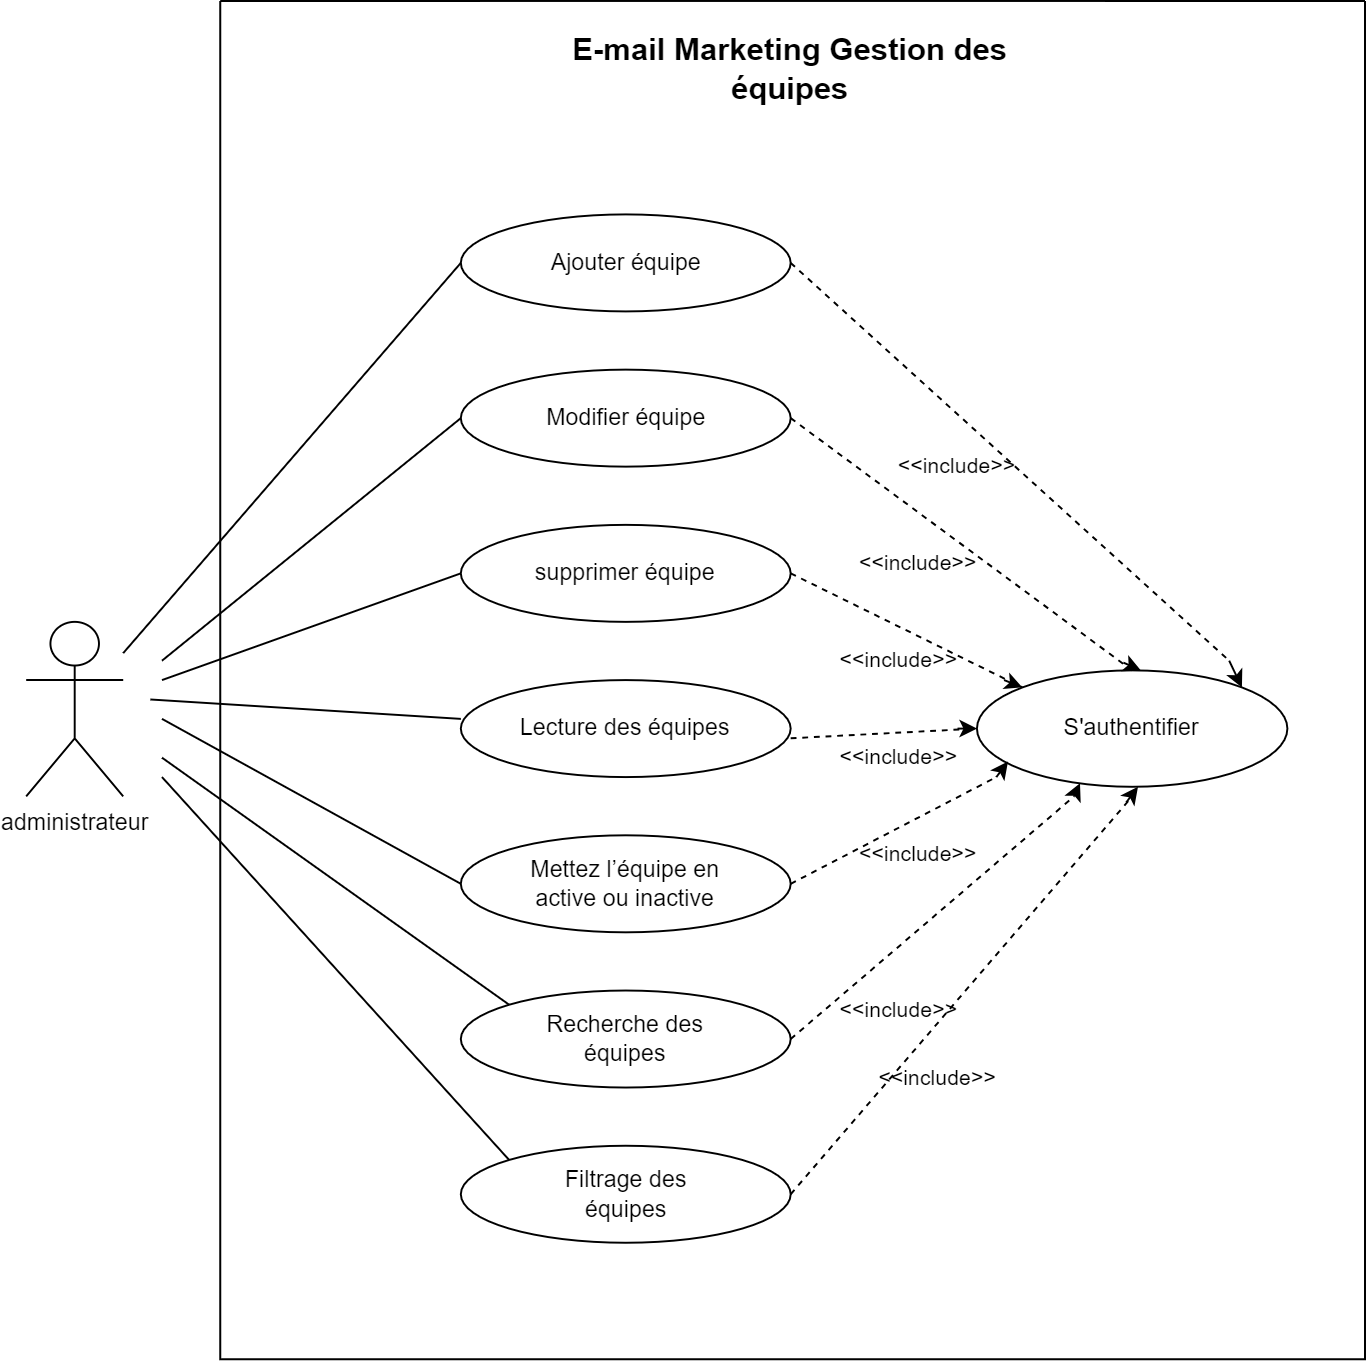 E-mail Marketing Gestion des
équipes
Ajouter équipe
Modifier équipe
<<include>>
<<include>>
supprimer équipe
<<include>>
Lecture des équipes
S'authentifier
<<include>>
administrateur
Mettez l’équipe en
active ou inactive
<<include>>
Recherche des
équipes
<<include>>
<<include>>
Filtrage des
équipes